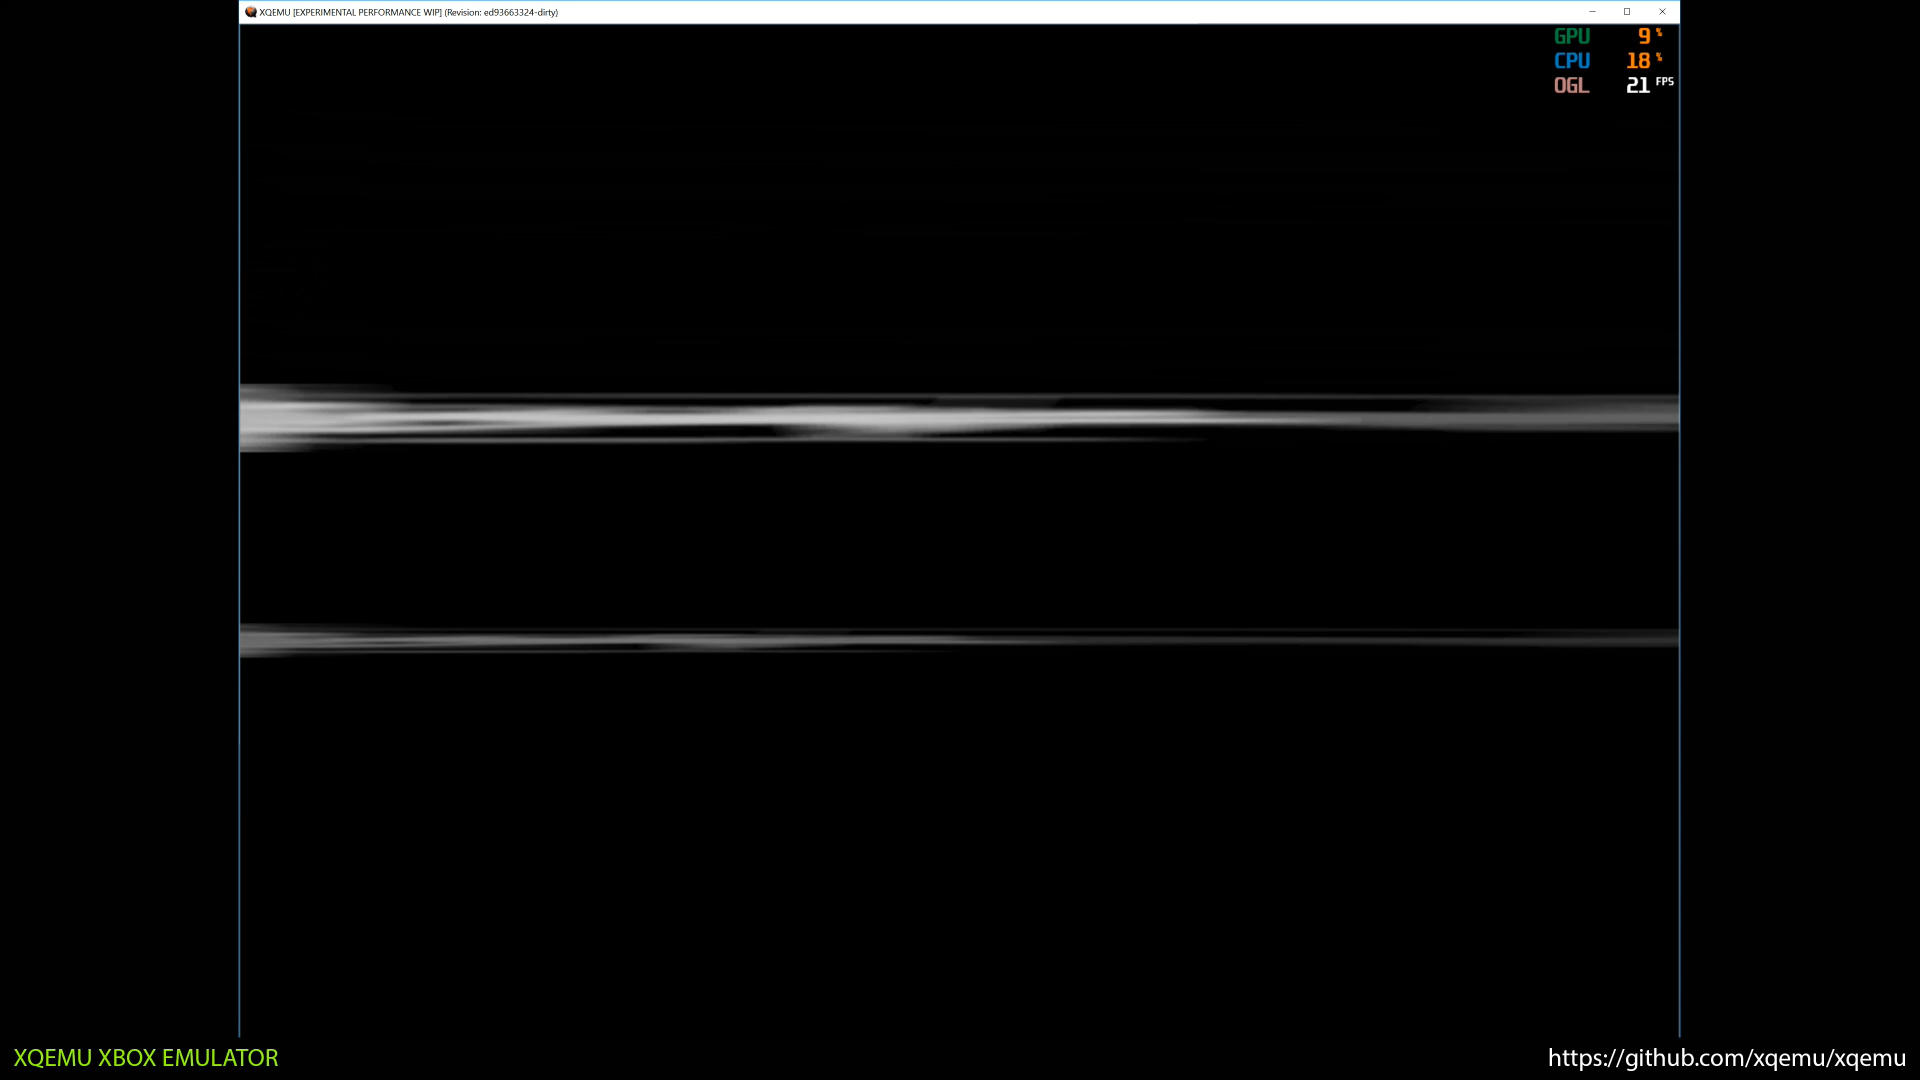 XQEMU [EXPERIMENTAL PERFORMANCE WIP] (Revision: ed93663324-dirty)
GPU 9 %
CPU 18 %
OGL 21 FPS
XQEMU XBOX EMULATOR
https://github.com/xqemu/xqemu